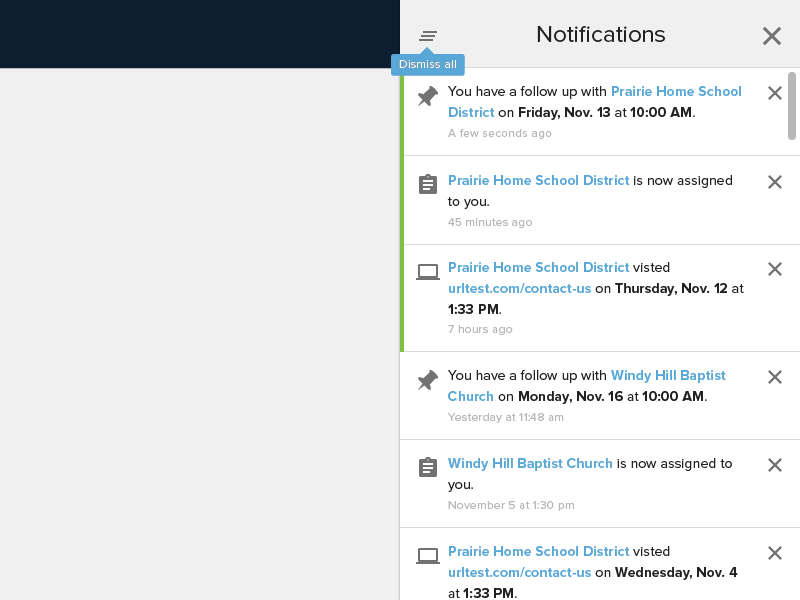 Notifications
Dismiss all
You have a follow up with Prairie Home School
District on Friday, Nov. 13 at 10:00 AM.
A few seconds ago
Prairie Home School District is now assigned
to you.
45 minutes ago
Prairie Home School District visted
urltest.com/contact-us on Thursday, Nov. 12 at
1:33 PM.
7 hours ago
You have a follow up with Windy Hill Baptist
Church on Monday, Nov. 16 at 10:00 AM.
Yesterday at 11:48 am
Windy Hill Baptist Church is now assigned to
you.
November 5 at 1:30 pm
Prairie Home School District visted
urltest.com/contact-us on Wednesday, Nov. 4
at 1:33 PM.